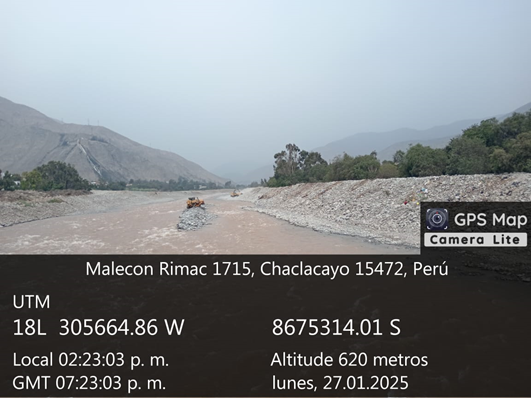 GPS Map
Camera Lite
Malecon Rimac 1715, Chaclacayo 15472, Perú
UTM
18L 305664.86 W 8675314.01 S
Local 02:23:03 p. m. Altitude 620 metros
GMT 07:23:03 p. m. lunes, 27.01.2025